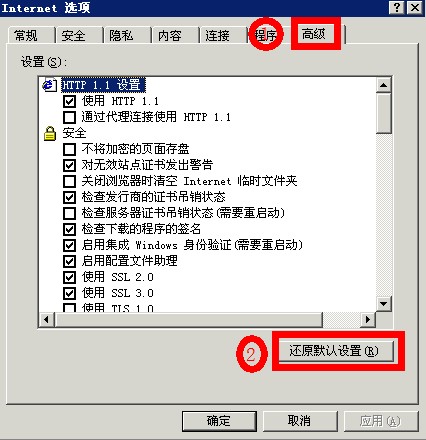 Internet 选项
常规 安全 隐私 内容 连接 程序 高级
设置(S):
HTTP 1.1 设置
使用 HTTP 1.1
通过代理连接使用 HTTP 1.1
安全
不将加密的页面存盘
对无效站点证书发出警告
关闭浏览器时清空 Internet 临时文件夹
检查发行商的证书吊销状态
检查服务器证书吊销状态(需要重启动)
检查下载的程序的签名
启用集成 Windows 身份验证(需要重启动)
启用配置文件助理
使用 SSL 2.0
使用 SSL 3.0
使用 TLS 1.0
2 还原默认设置(R)
确定 取消 应用(A)